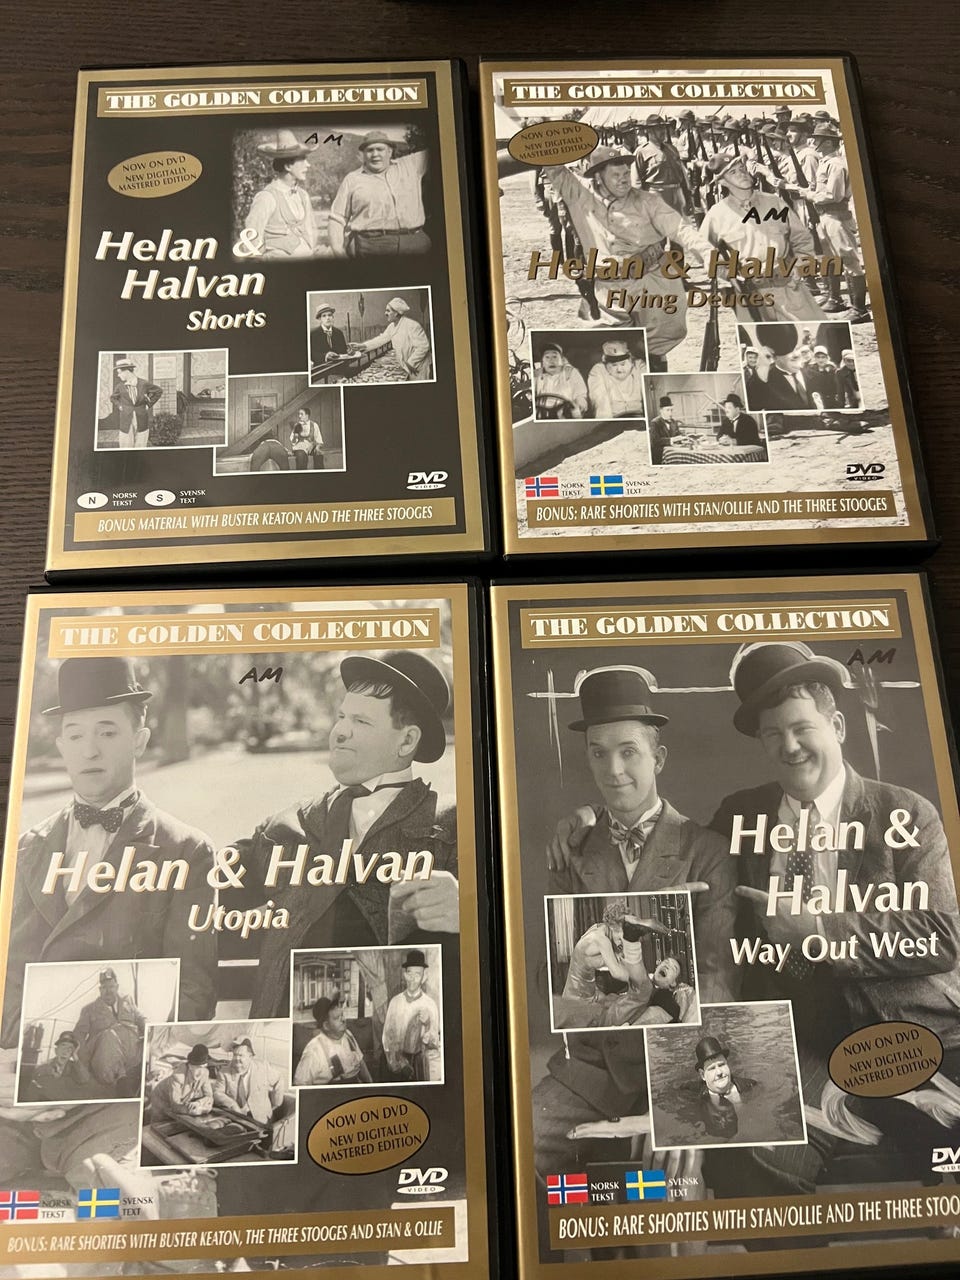 THE GOLDEN COLLECTION
AM
NOW ON DVD
NEW DIGITALLY
MASTERED EDITION
Helan &
Halvan
Shorts
N NORSK TEKST S SVENSK TEXT
DVD
VIDEO
BONUS MATERIAL WITH BUSTER KEATON AND THE THREE STOOGES
THE GOLDEN COLLECTION
NOW ON DVD
NEW DIGITALLY
MASTERED EDITION
AM
Helan & Halvan
Flying Deuces
NORSK TEKST SVENSK TEXT
DVD
VIDEO
BONUS: RARE SHORTIES WITH STAN/OLLIE AND THE THREE STOOGES
THE GOLDEN COLLECTION
AM
Helan & Halvan
Utopia
NOW ON DVD
NEW DIGITALLY
MASTERED EDITION
DVD
VIDEO
NORSK TEKST SVENSK TEXT
BONUS: RARE SHORTIES WITH BUSTER KEATON, THE THREE STOOGES AND STAN & OLLIE
THE GOLDEN COLLECTION
AM
Helan &
Halvan
Way Out West
NOW ON DVD
NEW DIGITALLY
MASTERED EDITION
NORSK TEKST SVENSK TEXT
BONUS: RARE SHORTIES WITH STAN/OLLIE AND THE THREE